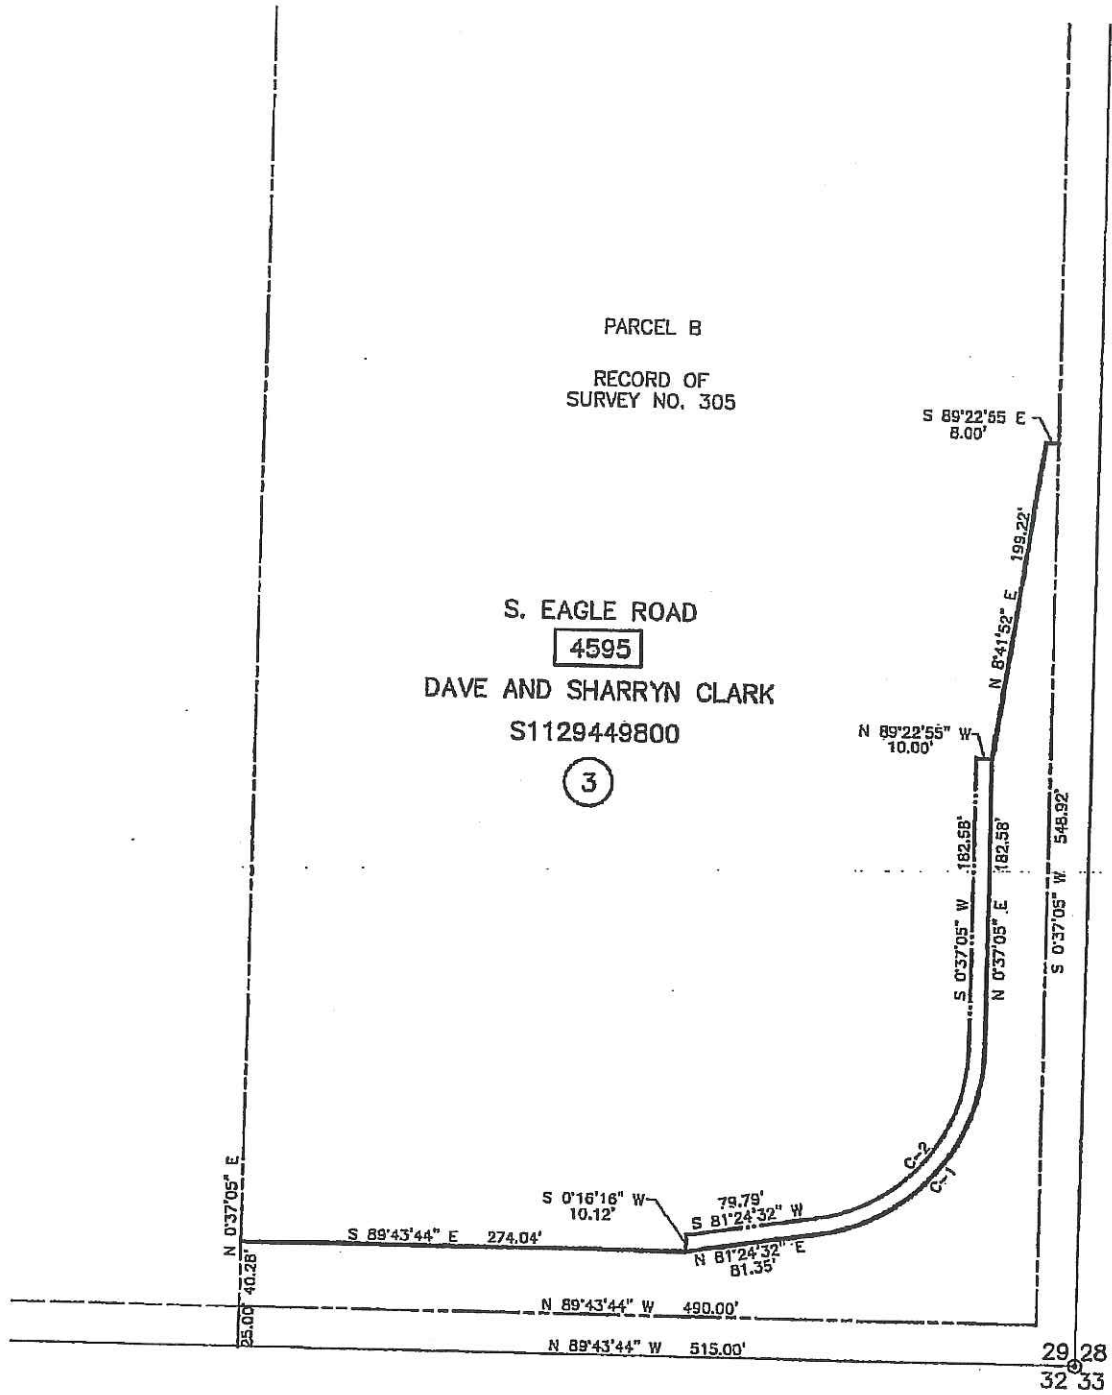 PARCEL B
RECORD OF
SURVEY NO. 305
S 89°22'55 E
8.00'
N 8°41'52" E 199.22'
S. EAGLE ROAD
4595
DAVE AND SHARRYN CLARK
S1129449800
3
N 89°22'55" W
10.00'
S 0°37'05" W 182.58'
N 0°37'05" E 182.58'
S 0°37'05" W 548.92'
C-2
C-1
S 0°16'16" W
10.12'
79.79'
S 81°24'32" W
N 81°24'32" E
81.35'
N 0°37'05" E
S 89°43'44" E 274.04'
25.00' 40.28'
N 89°43'44" W 490.00'
N 89°43'44" W 515.00'
29 28
32 33